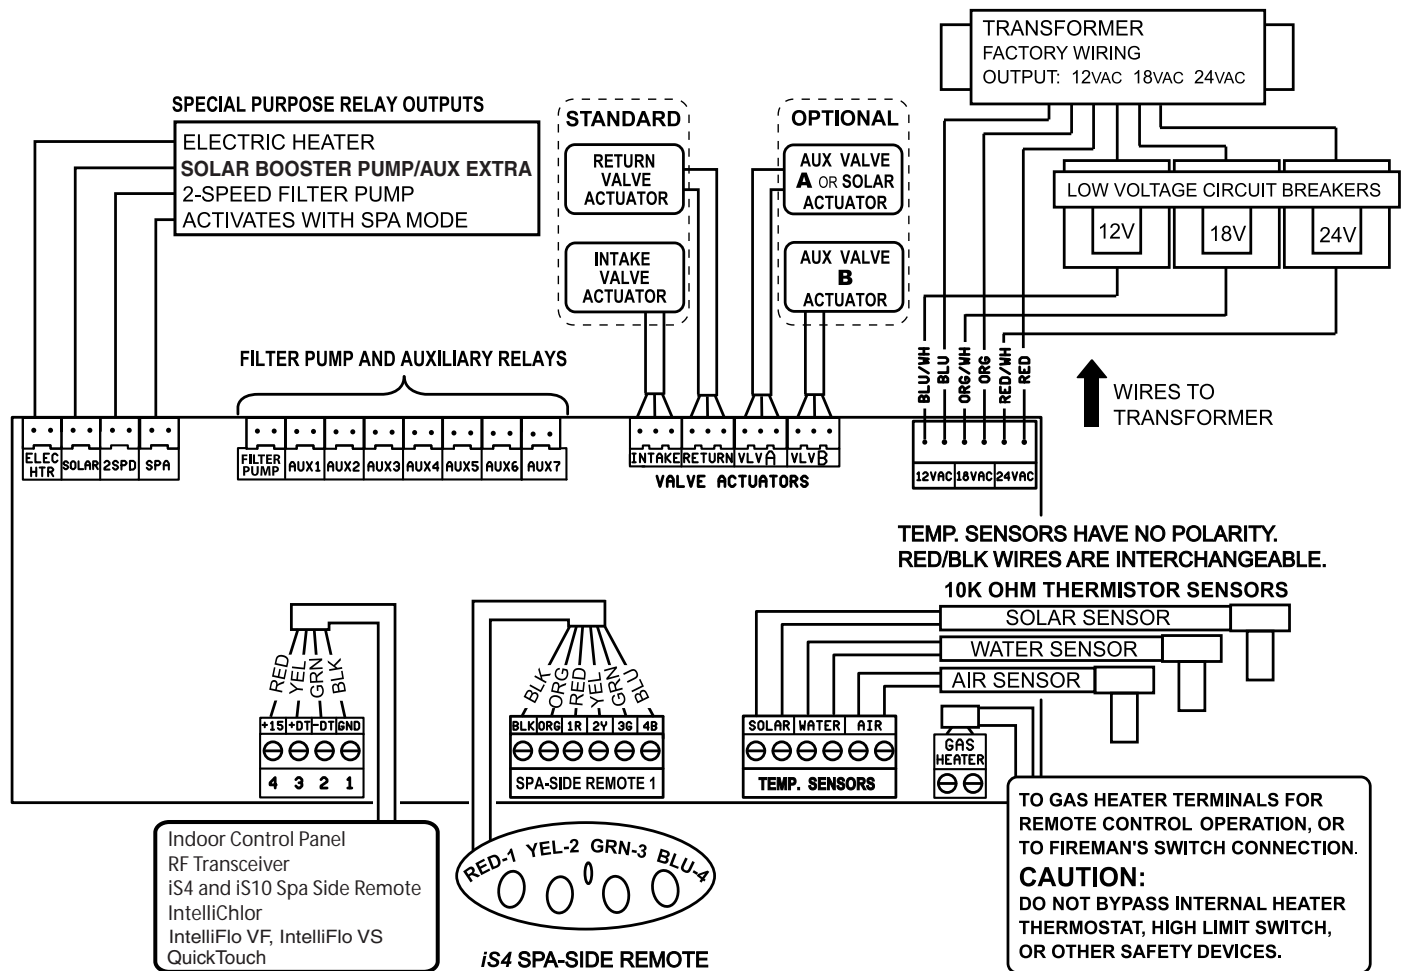 TRANSFORMER
FACTORY WIRING
OUTPUT: 12VAC 18VAC 24VAC
SPECIAL PURPOSE RELAY OUTPUTS
ELECTRIC HEATER
SOLAR BOOSTER PUMP/AUX EXTRA
2-SPEED FILTER PUMP
ACTIVATES WITH SPA MODE
STANDARD
RETURN
VALVE
ACTUATOR
INTAKE
VALVE
ACTUATOR
OPTIONAL
AUX VALVE
A OR SOLAR
ACTUATOR
AUX VALVE
B
ACTUATOR
LOW VOLTAGE CIRCUIT BREAKERS
12V
18V
24V
BLU/WH
BLU
ORG/WH
ORG
RED/WH
RED
WIRES TO
TRANSFORMER
FILTER PUMP AND AUXILIARY RELAYS
ELEC HTR
SOLAR
2SPD
SPA
FILTER PUMP
AUX1
AUX2
AUX3
AUX4
AUX5
AUX6
AUX7
INTAKE
RETURN
VLV A
VLV B
VALVE ACTUATORS
12VAC
18VAC
24VAC
TEMP. SENSORS HAVE NO POLARITY.
RED/BLK WIRES ARE INTERCHANGEABLE.
10K OHM THERMISTOR SENSORS
SOLAR SENSOR
WATER SENSOR
AIR SENSOR
RED
YEL
GRN
BLK
+15
+DT
-DT
GND
4 3 2 1
BLK
ORG
RED
YEL
GRN
BLU
BLK
ORG
1R
2Y
3G
4B
SPA-SIDE REMOTE 1
SOLAR
WATER
AIR
TEMP. SENSORS
GAS
HEATER
Indoor Control Panel
RF Transceiver
iS4 and iS10 Spa Side Remote
IntelliChlor
IntelliFlo VF, IntelliFlo VS
QuickTouch
RED-1 YEL-2 GRN-3 BLU-4
iS4 SPA-SIDE REMOTE
TO GAS HEATER TERMINALS FOR
REMOTE CONTROL OPERATION, OR
TO FIREMAN'S SWITCH CONNECTION.
CAUTION:
DO NOT BYPASS INTERNAL HEATER
THERMOSTAT, HIGH LIMIT SWITCH,
OR OTHER SAFETY DEVICES.